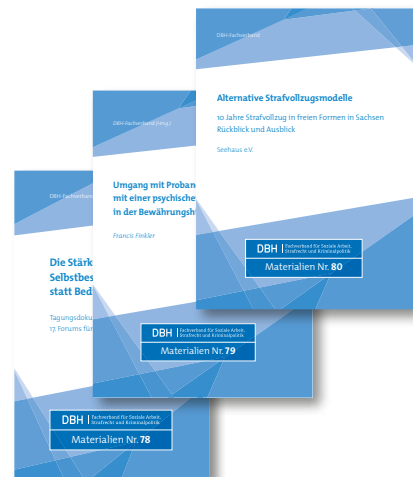 DBH-Fachverband
Alternative Strafvollzugsmodelle
10 Jahre Strafvollzug in freien Formen in Sachsen
Rückblick und Ausblick
Seehaus e.V.
DBH Fachverband für Soziale Arbeit,
Strafrecht und Kriminalpolitik
Materialien Nr. 80
DBH-Fachverband (Hrsg.)
Umgang mit Proban
mit einer psychische
in der Bewährungsh
Francis Finkler
DBH Fachverband für Soziale Arbeit,
Strafrecht und Kriminalpolitik
Materialien Nr. 79
DBH-Fachverban
Die Stärk
Selbstbes
statt Bed
Tagungsdoku
17. Forums für
DBH Fachverband für Soziale Arbeit,
Strafrecht und Kriminalpolitik
Materialien Nr. 78